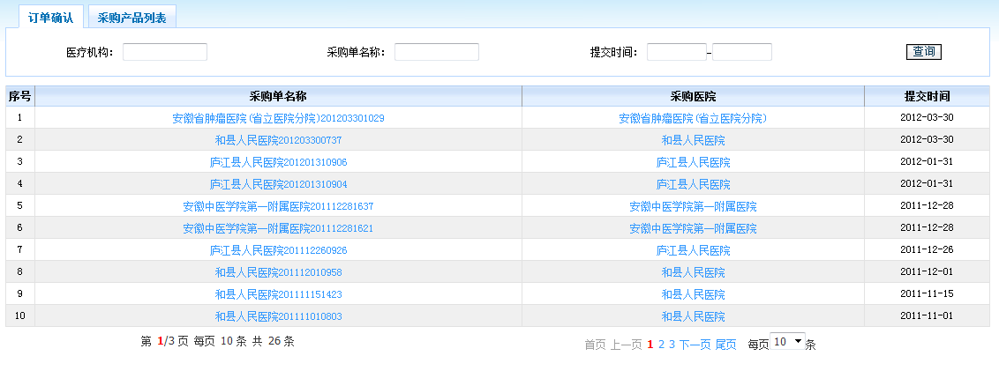 订单确认 采购产品列表
医疗机构： 采购单名称： 提交时间： - 查询
序号 采购单名称 采购医院 提交时间
1 安徽省肿瘤医院(省立医院分院)201203301029 安徽省肿瘤医院(省立医院分院) 2012-03-30
2 和县人民医院201203300737 和县人民医院 2012-03-30
3 庐江县人民医院201201310906 庐江县人民医院 2012-01-31
4 庐江县人民医院201201310904 庐江县人民医院 2012-01-31
5 安徽中医学院第一附属医院201112281637 安徽中医学院第一附属医院 2011-12-28
6 安徽中医学院第一附属医院201112281621 安徽中医学院第一附属医院 2011-12-28
7 庐江县人民医院201112260926 庐江县人民医院 2011-12-26
8 和县人民医院201112010958 和县人民医院 2011-12-01
9 和县人民医院201111151423 和县人民医院 2011-11-15
10 和县人民医院201111010803 和县人民医院 2011-11-01
第 1/3 页 每页 10 条 共 26 条 首页 上一页 1 2 3 下一页 尾页 每页 10 条